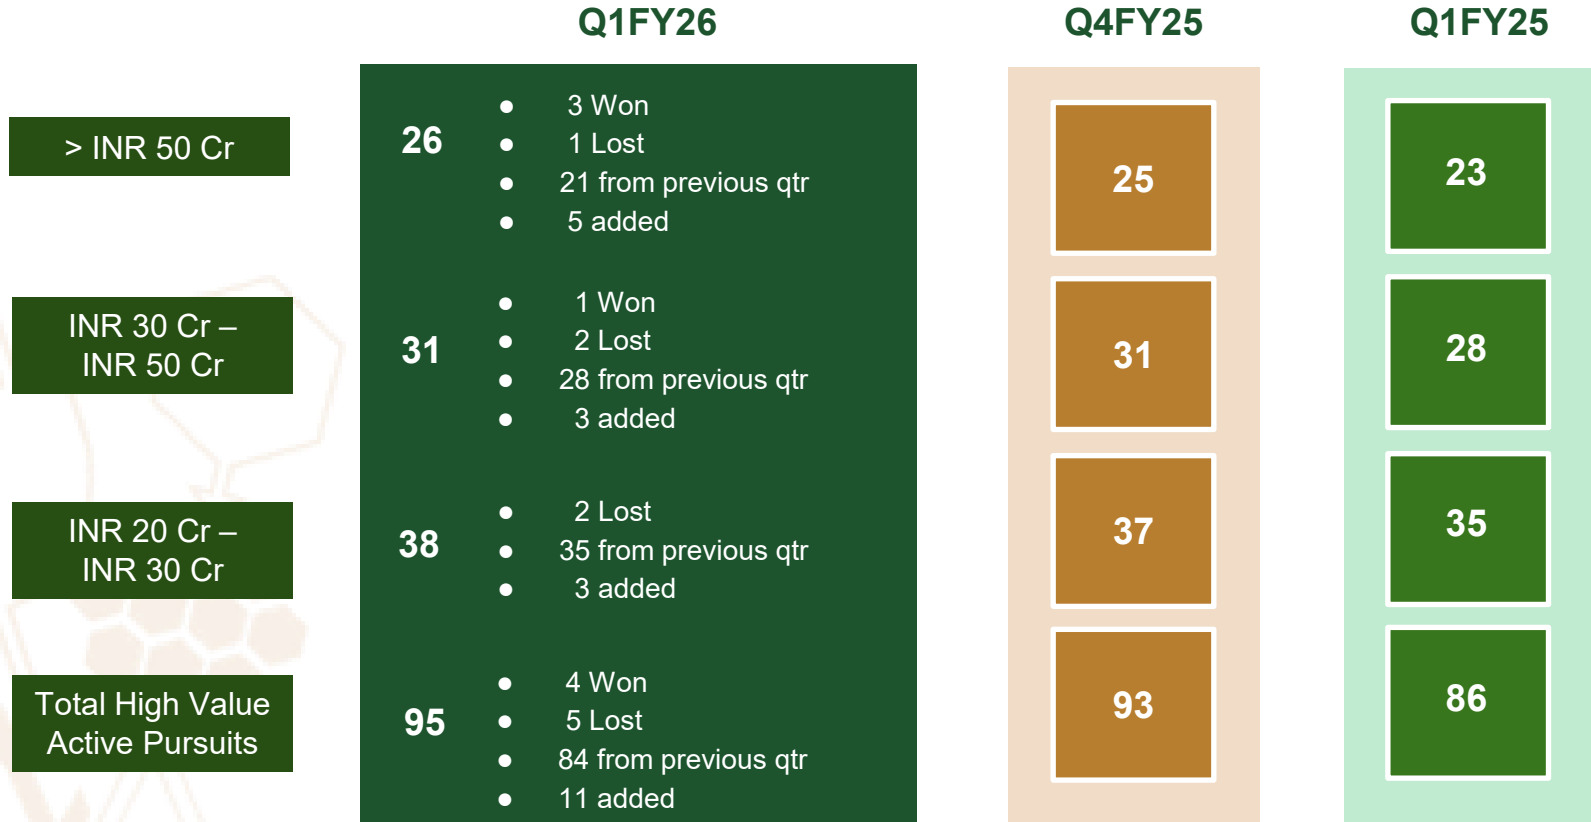 Q1FY26
Q4FY25
Q1FY25
> INR 50 Cr
26
● 3 Won
● 1 Lost
● 21 from previous qtr
● 5 added
25
23
INR 30 Cr –
INR 50 Cr
31
● 1 Won
● 2 Lost
● 28 from previous qtr
● 3 added
31
28
INR 20 Cr –
INR 30 Cr
38
● 2 Lost
● 35 from previous qtr
● 3 added
37
35
Total High Value
Active Pursuits
95
● 4 Won
● 5 Lost
● 84 from previous qtr
● 11 added
93
86